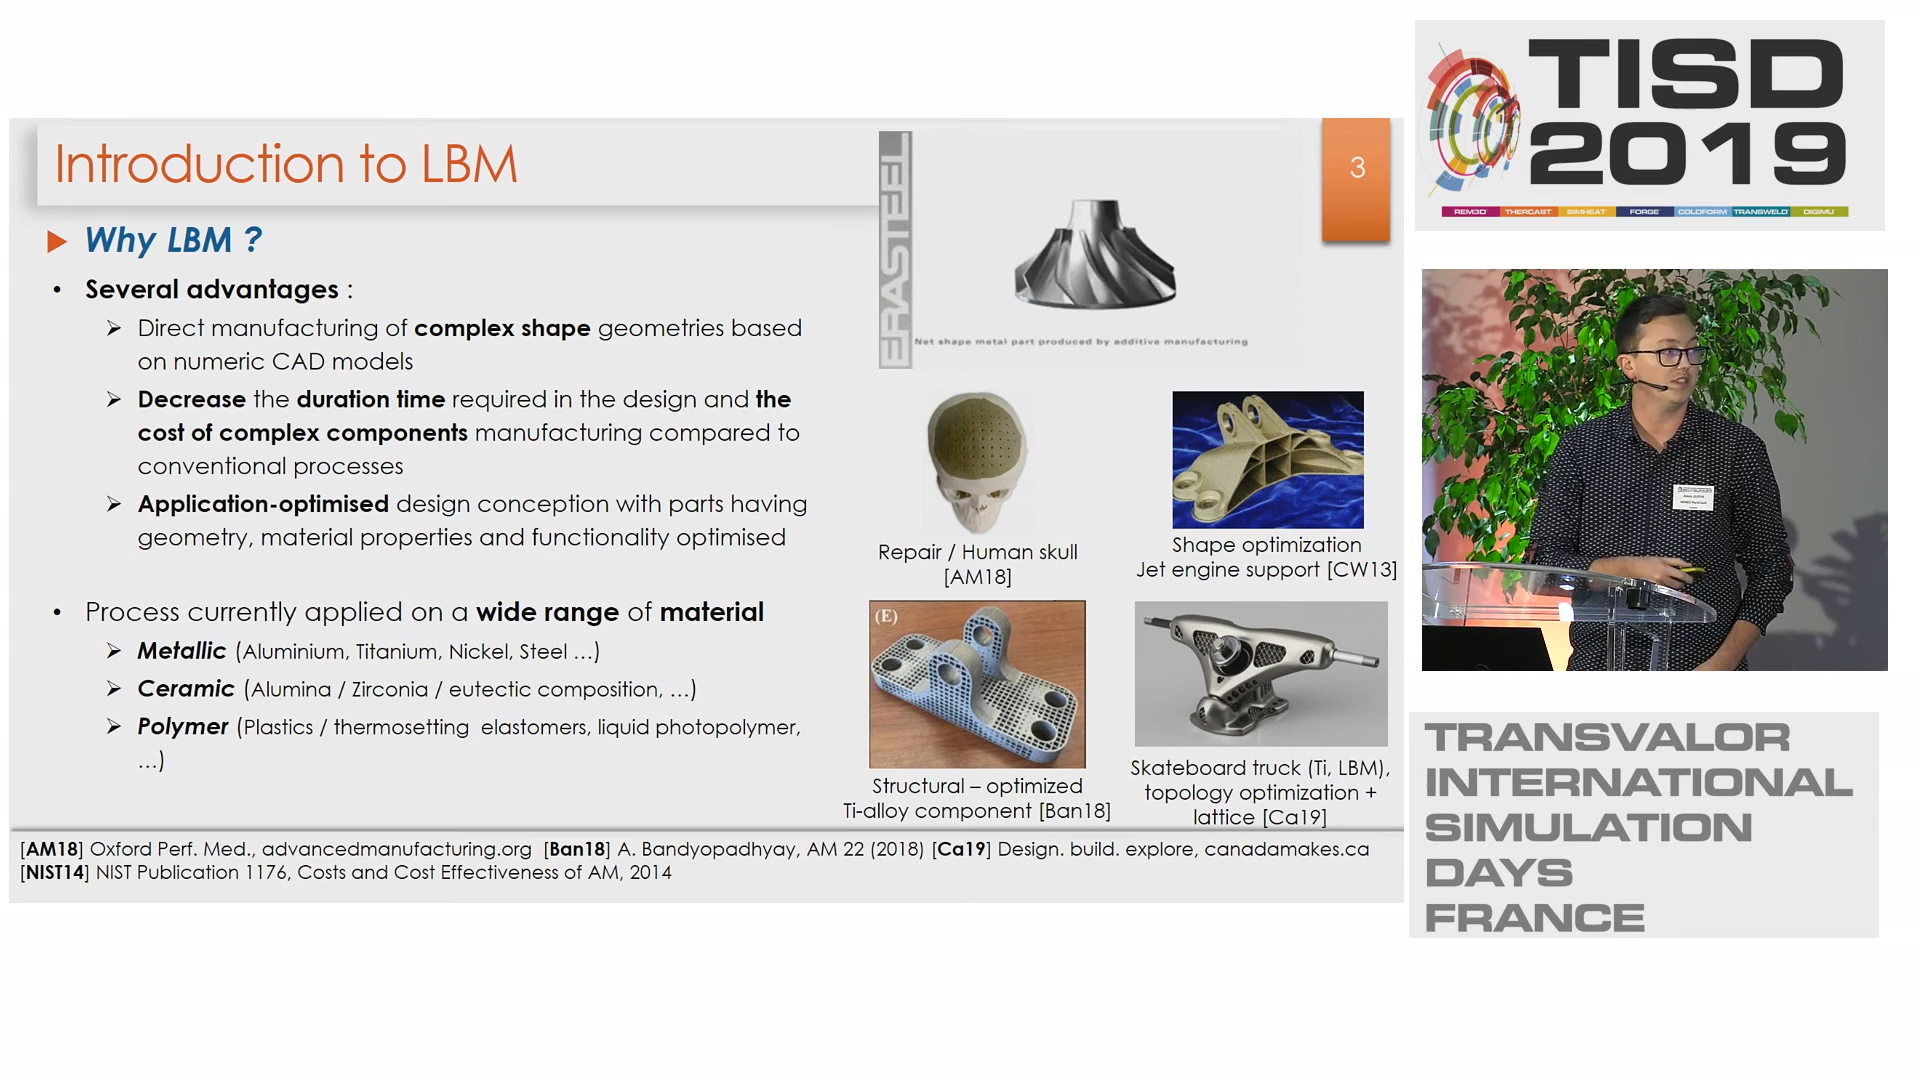 Introduction to LBM
3
Why LBM ?
• Several advantages :
➢ Direct manufacturing of complex shape geometries based
on numeric CAD models
➢ Decrease the duration time required in the design and the
cost of complex components manufacturing compared to
conventional processes
➢ Application-optimised design conception with parts having
geometry, material properties and functionality optimised
• Process currently applied on a wide range of material
➢ Metallic (Aluminium, Titanium, Nickel, Steel …)
➢ Ceramic (Alumina / Zirconia / eutectic composition, …)
➢ Polymer (Plastics / thermosetting elastomers, liquid photopolymer,
…)
ERASTEEL
Net shape metal part produced by additive manufacturing
Repair / Human skull
[AM18]
Shape optimization
Jet engine support [CW13]
(E)
Structural – optimized
Ti-alloy component [Ban18]
Skateboard truck (Ti, LBM),
topology optimization +
lattice [Ca19]
[AM18] Oxford Perf. Med., advancedmanufacturing.org [Ban18] A. Bandyopadhyay, AM 22 (2018) [Ca19] Design. build. explore, canadamakes.ca
[NIST14] NIST Publication 1176, Costs and Cost Effectiveness of AM, 2014
TISD
2019
REM3D THERCAST SIMHEAT FORGE COLDFORM TRANSWELD DIGIMU
TRANSVALOR
INTERNATIONAL
SIMULATION
DAYS
FRANCE